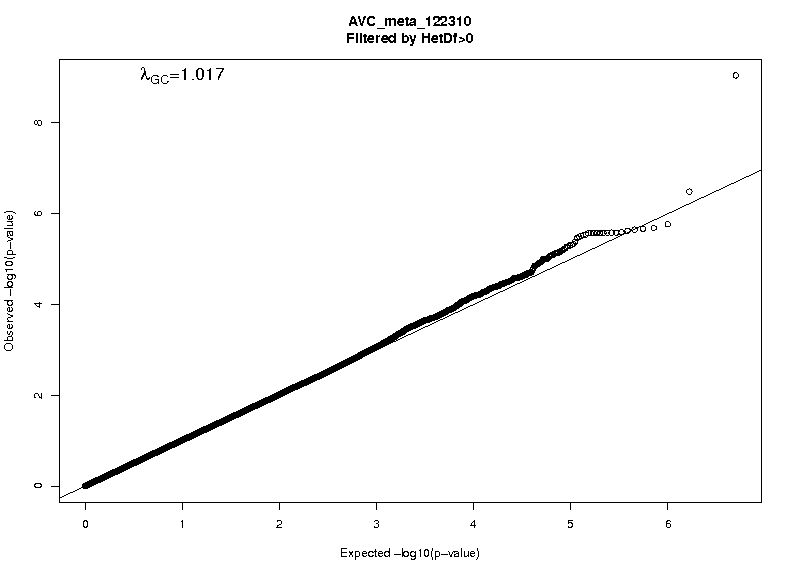 AVC_meta_122310
Filtered by HetDf>0
λGC=1.017
Observed −log10(p−value)
8
6
4
2
0
0 1 2 3 4 5 6
Expected −log10(p−value)